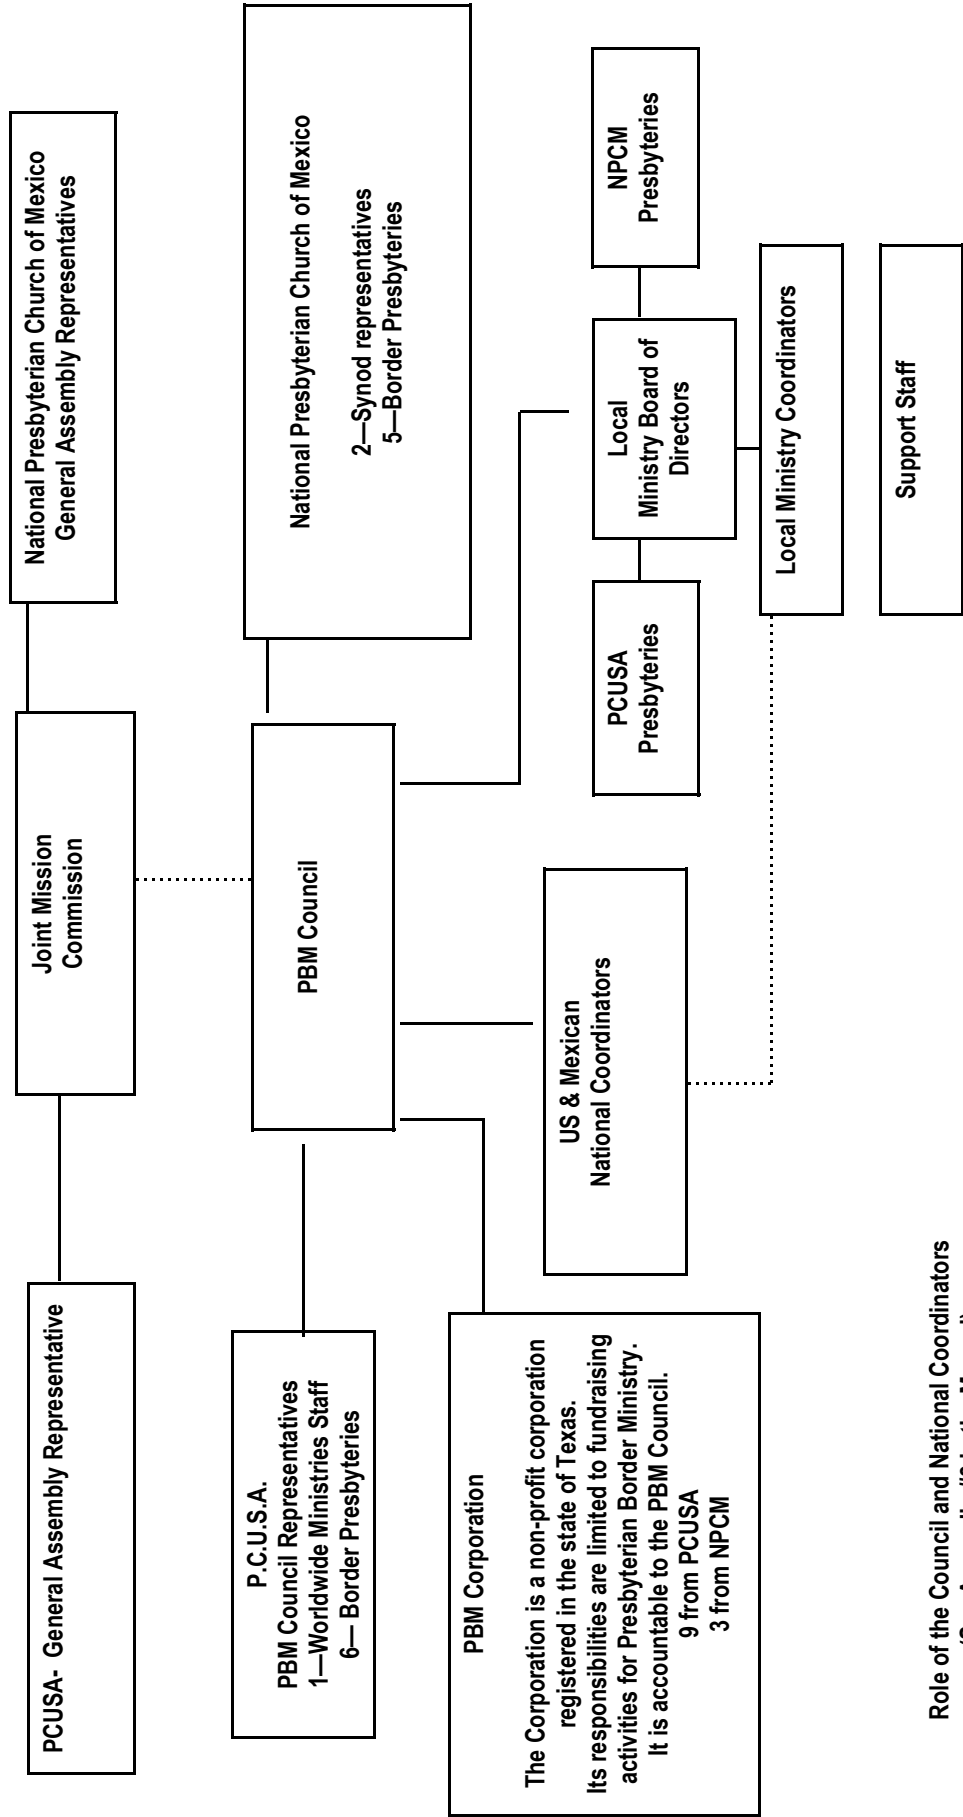 PCUSA- General Assembly Representative
Joint Mission
Commission
National Presbyterian Church of Mexico
General Assembly Representatives
P.C.U.S.A.
PBM Council Representatives
1—Worldwide Ministries Staff
6— Border Presbyteries
PBM Council
National Presbyterian Church of Mexico
2—Synod representatives
5—Border Presbyteries
PBM Corporation
The Corporation is a non-profit corporation
registered in the state of Texas.
Its responsibilities are limited to fundraising
activities for Presbyterian Border Ministry.
It is accountable to the PBM Council.
9 from PCUSA
3 from NPCM
US & Mexican
National Coordinators
PCUSA
Presbyteries
Local
Ministry Board of
Directors
NPCM
Presbyteries
Local Ministry Coordinators
Support Staff
Role of the Council and National Coordinators